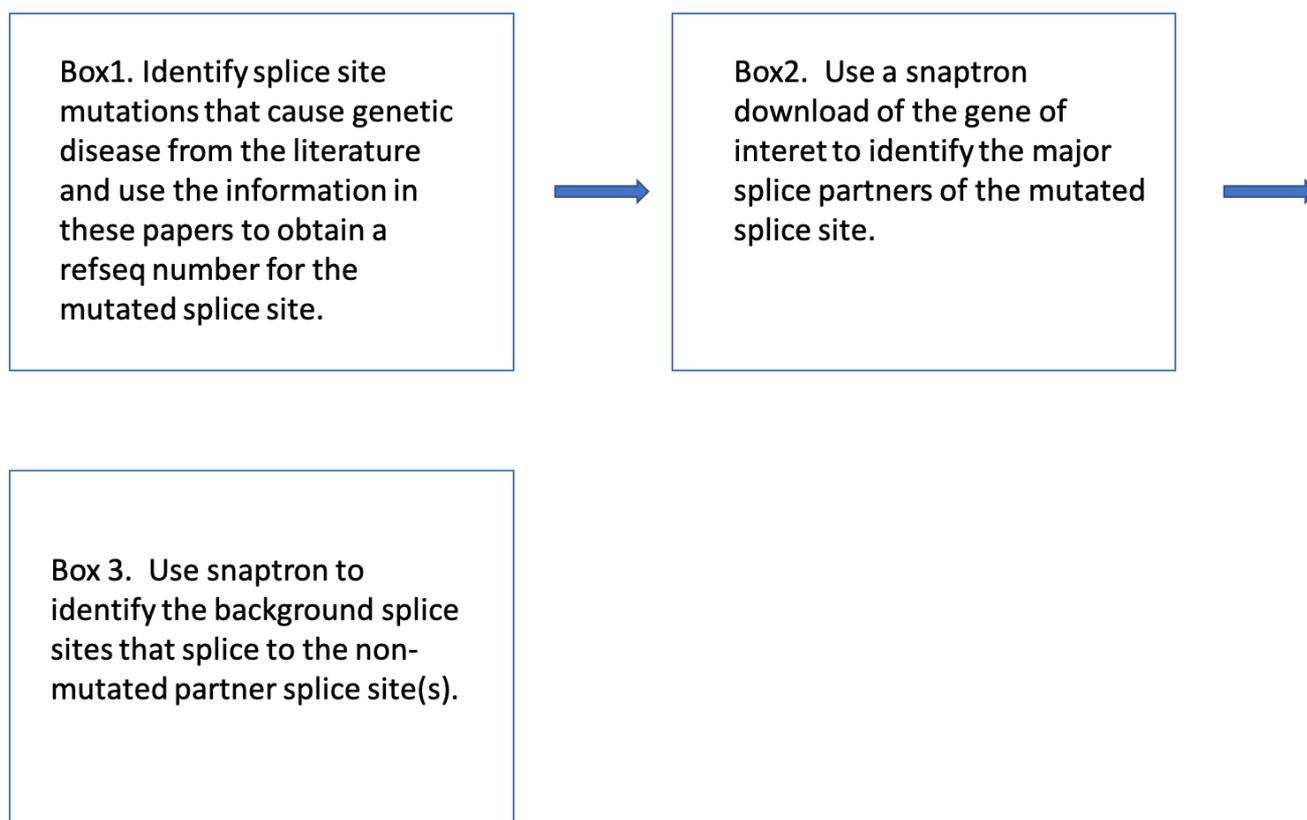 Box1. Identify splice site
mutations that cause genetic
disease from the literature
and use the information in
these papers to obtain a
refseq number for the
mutated splice site.
Box2.  Use a snaptron
download of the gene of
interet to identify the major
splice partners of the mutated
splice site.
Box 3.  Use snaptron to
identify the background splice
sites that splice to the non-
mutated partner splice site(s).